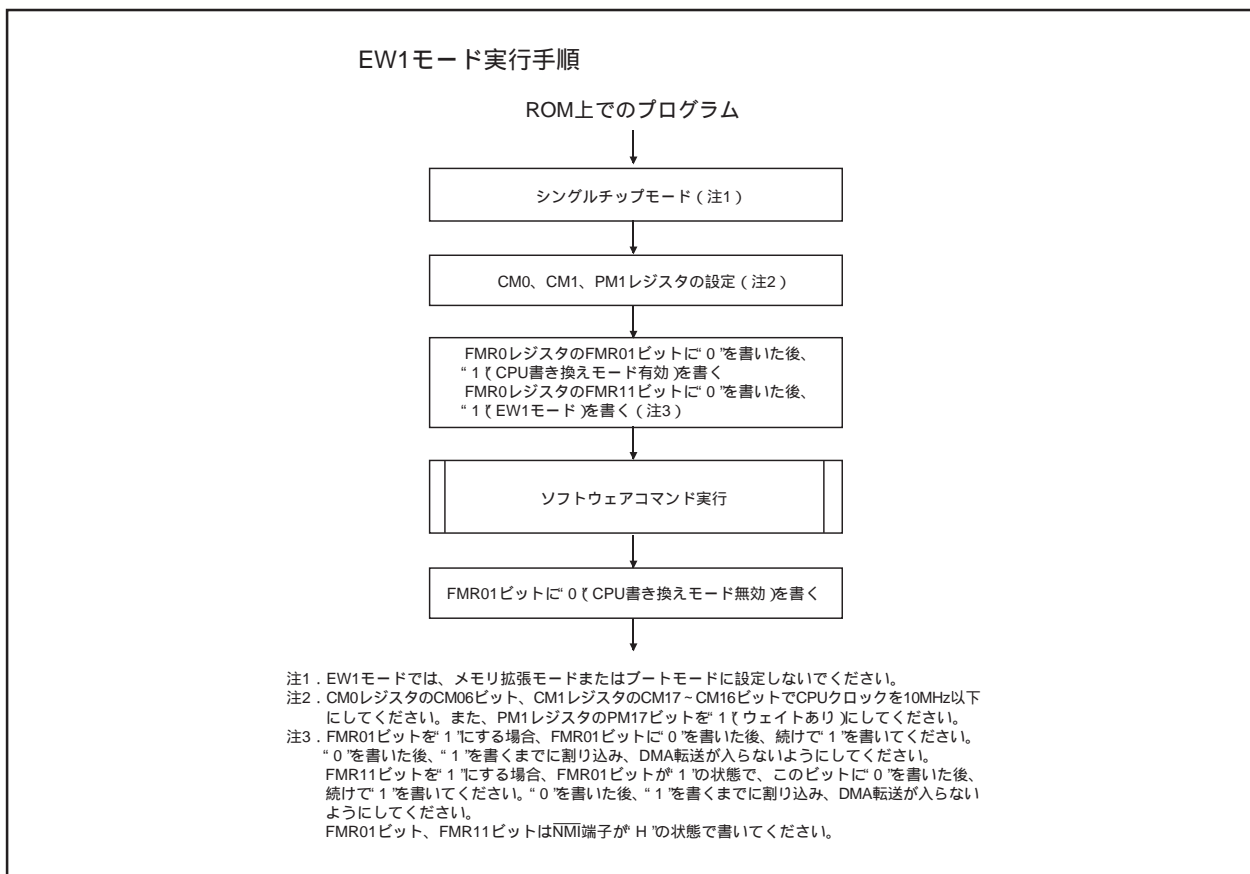 EW1モード実行手順
ROM上でのプログラム
シングルチップモード（注1）
CM0、CM1、PM1レジスタの設定（注2）
FMR0レジスタのFMR01ビットに“0”を書いた後、
“1”（CPU書き換えモード有効）を書く
FMR0レジスタのFMR11ビットに“0”を書いた後、
“1”（EW1モード）を書く（注3）
ソフトウェアコマンド実行
FMR01ビットに“0”（CPU書き換えモード無効）を書く
注1．EW1モードでは、メモリ拡張モードまたはブートモードに設定しないでください。
注2．CM0レジスタのCM06ビット、CM1レジスタのCM17～CM16ビットでCPUクロックを10MHz以下
にしてください。また、PM1レジスタのPM17ビットを“1”（ウェイトあり）にしてください。
注3．FMR01ビットを“1”にする場合、FMR01ビットに“0”を書いた後、続けて“1”を書いてください。
“0”を書いた後、“1”を書くまでに割り込み、DMA転送が入らないようにしてください。
FMR11ビットを“1”にする場合、FMR01ビットが“1”の状態で、このビットに“0”を書いた後、
続けて“1”を書いてください。“0”を書いた後、“1”を書くまでに割り込み、DMA転送が入らない
ようにしてください。
FMR01ビット、FMR11ビットはNMI端子が“H”の状態で書いてください。